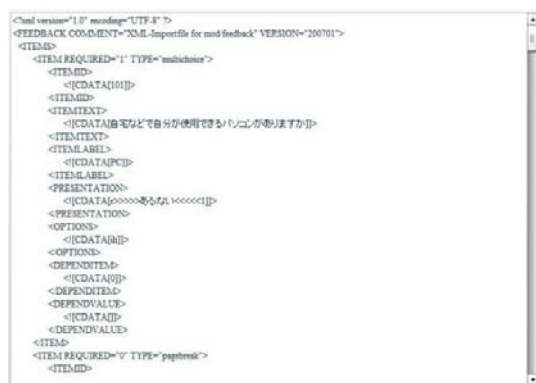 <?xml version="1.0" encoding="UTF-8" ?>
<FEEDBACK COMMENT="XML-Importfile for mod/feedback" VERSION="200701">
<ITEMS>
<ITEM REQUIRED="1" TYPE="multichoice">
<ITEMID>
<![CDATA[101]]>
<ITEMID>
<ITEMTEXT>
<![CDATA[自宅などで自分が使用できるパソコンがありますか]]>
<ITEMTEXT>
<ITEMLABEL>
<![CDATA[PC]]>
<ITEMLABEL>
<PRESENTATION>
<![CDATA[r>>>>>ある|ない<<<<<1]]>
</PRESENTATION>
<OPTIONS>
<![CDATA[ih]]>
</OPTIONS>
<DEPENDITEM>
<![CDATA[0]]>
</DEPENDITEM>
<DEPENDVALUE>
<![CDATA[]]>
</DEPENDVALUE>
</ITEM>
<ITEM REQUIRED="0" TYPE="pagebreak">
<ITEMID>